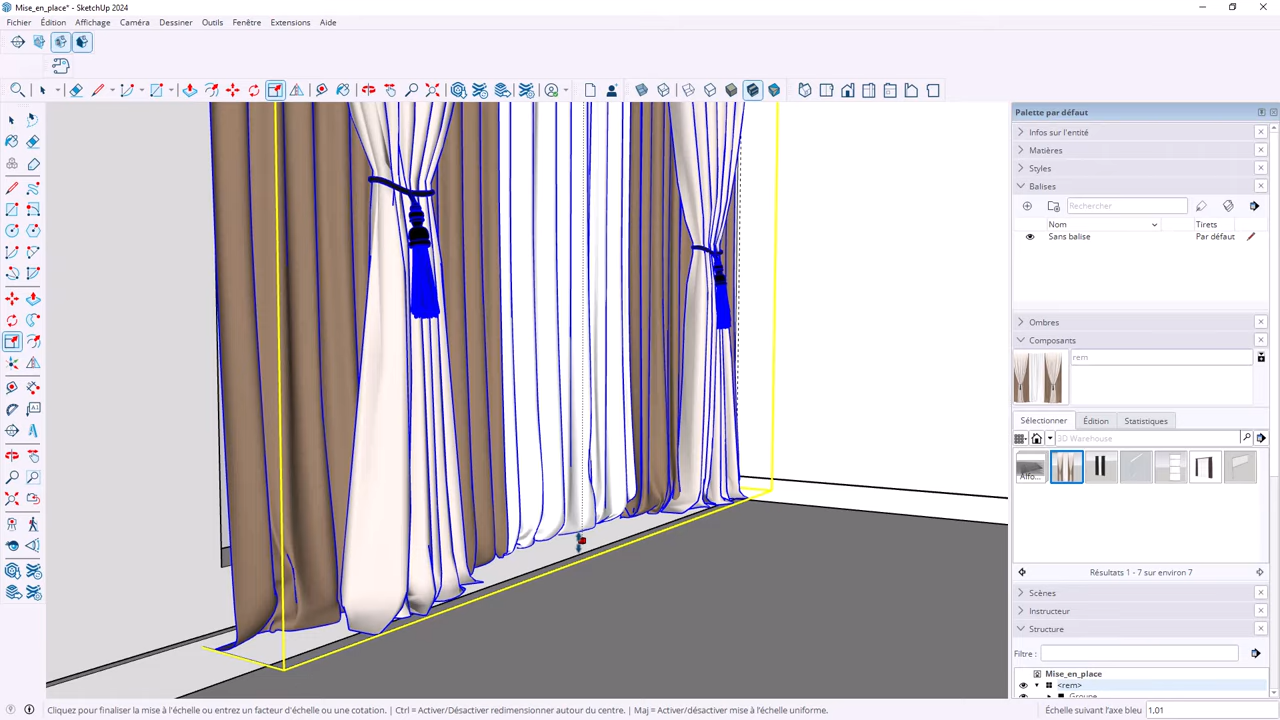 Mise_en_place* - SketchUp 2024
Fichier Édition Affichage Caméra Dessiner Outils Fenêtre Extensions Aide
Palette par défaut
Infos sur l'entité
Matières
Styles
Balises
Rechercher
Nom Tirets
Sans balise Par défaut
Ombres
Composants
rem
Sélectionner Édition Statistiques
3D Warehouse
Alfo...
Résultats 1 - 7 sur environ 7
Scènes
Instructeur
Structure
Filtre :
Mise_en_place
<rem>
Groupe
Cliquez pour finaliser la mise à l'échelle ou entrez un facteur d'échelle ou une cotation. | Ctrl = Activer/Désactiver redimensionner autour du centre. | Maj = Activer/désactiver mise à l'échelle uniforme. Échelle suivant l'axe bleu 1,01